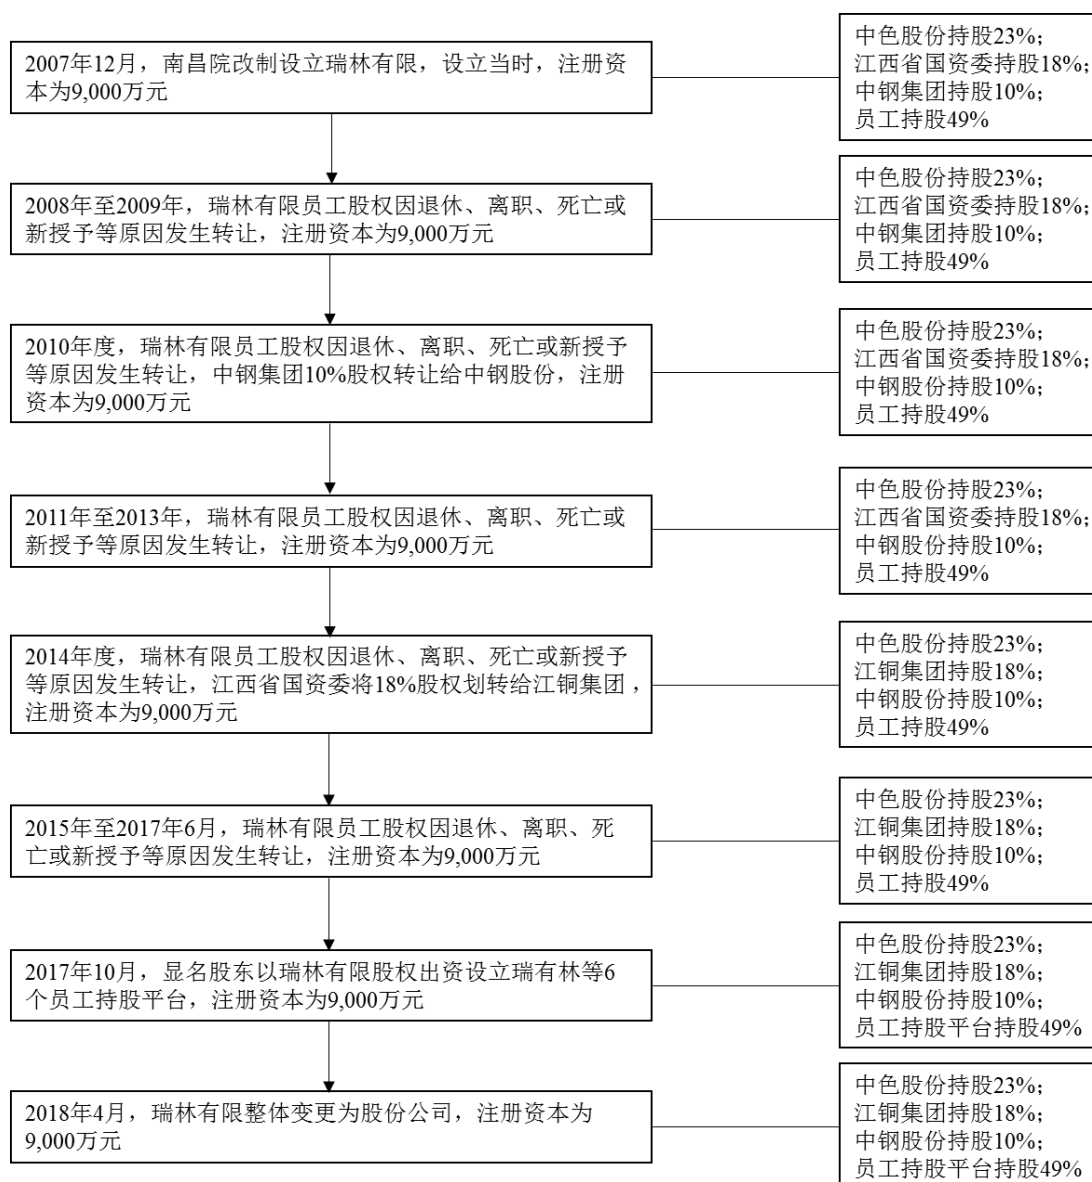 2007年12月，南昌院改制设立瑞林有限，设立当时，注册资
本为9,000万元
中色股份持股23%；
江西省国资委持股18%；
中钢集团持股10%；
员工持股49%
2008年至2009年，瑞林有限员工股权因退休、离职、死亡或
新授予等原因发生转让，注册资本为9,000万元
中色股份持股23%；
江西省国资委持股18%；
中钢集团持股10%；
员工持股49%
2010年度，瑞林有限员工股权因退休、离职、死亡或新授予
等原因发生转让，中钢集团10%股权转让给中钢股份，注册
资本为9,000万元
中色股份持股23%；
江西省国资委持股18%；
中钢股份持股10%；
员工持股49%
2011年至2013年，瑞林有限员工股权因退休、离职、死亡或
新授予等原因发生转让，注册资本为9,000万元
中色股份持股23%；
江西省国资委持股18%；
中钢股份持股10%；
员工持股49%
2014年度，瑞林有限员工股权因退休、离职、死亡或新授予
等原因发生转让，江西省国资委将18%股权划转给江铜集团，
注册资本为9,000万元
中色股份持股23%；
江铜集团持股18%；
中钢股份持股10%；
员工持股49%
2015年至2017年6月，瑞林有限员工股权因退休、离职、死
亡或新授予等原因发生转让，注册资本为9,000万元
中色股份持股23%；
江铜集团持股18%；
中钢股份持股10%；
员工持股49%
2017年10月，显名股东以瑞林有限股权出资设立瑞有林等6
个员工持股平台，注册资本为9,000万元
中色股份持股23%；
江铜集团持股18%；
中钢股份持股10%；
员工持股平台持股49%
2018年4月，瑞林有限整体变更为股份公司，注册资本为
9,000万元
中色股份持股23%；
江铜集团持股18%；
中钢股份持股10%；
员工持股平台持股49%